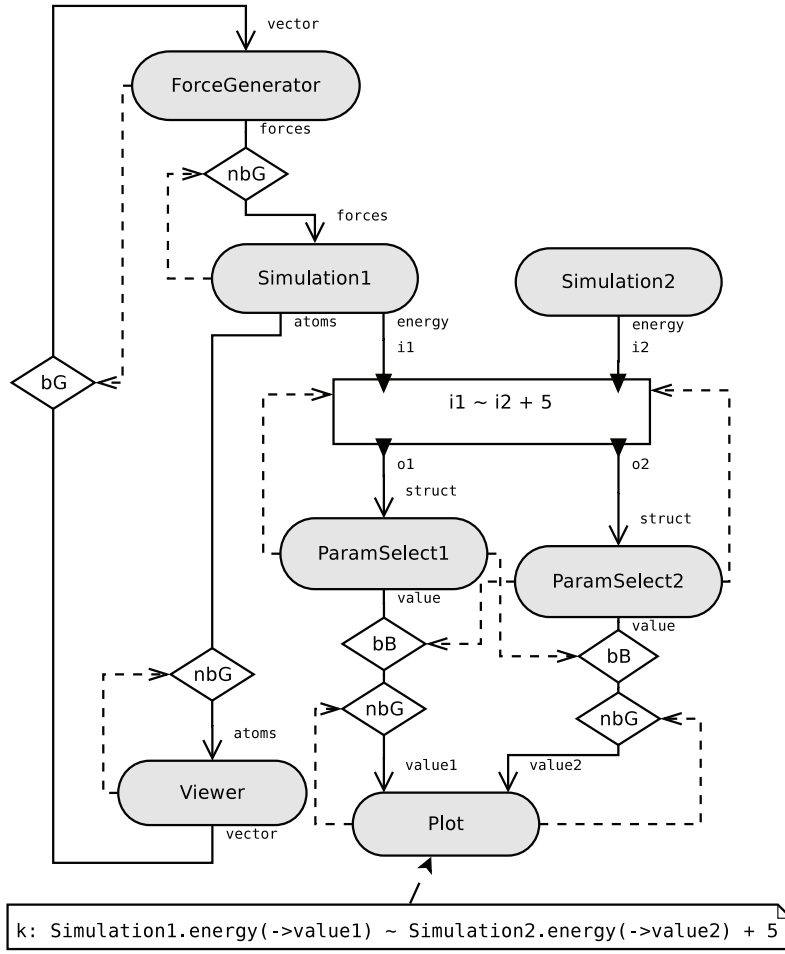 vector
ForceGenerator
forces
nbG
forces
Simulation1
Simulation2
atoms
energy
energy
i1
i2
bG
i1 ~ i2 + 5
o1
o2
struct
struct
ParamSelect1
ParamSelect2
value
value
bB
bB
nbG
nbG
nbG
atoms
value1
value2
Viewer
Plot
vector
k: Simulation1.energy(->value1) ~ Simulation2.energy(->value2) + 5